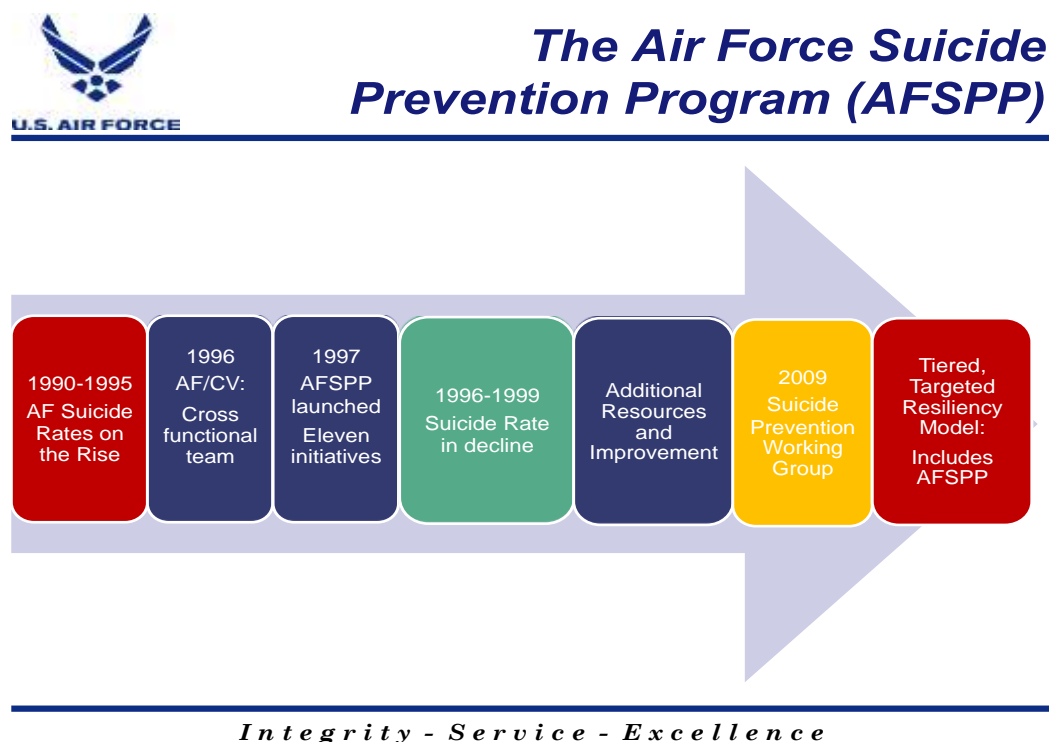 U.S. AIR FORCE
The Air Force Suicide
Prevention Program (AFSPP)
1990-1995
AF Suicide
Rates on
the Rise
1996
AF/CV:
Cross
functional
team
1997
AFSPP
launched
Eleven
initiatives
1996-1999
Suicide Rate
in decline
Additional
Resources
and
Improvement
2009
Suicide
Prevention
Working
Group
Tiered,
Targeted
Resiliency
Model:
Includes
AFSPP
Integrity - Service - Excellence